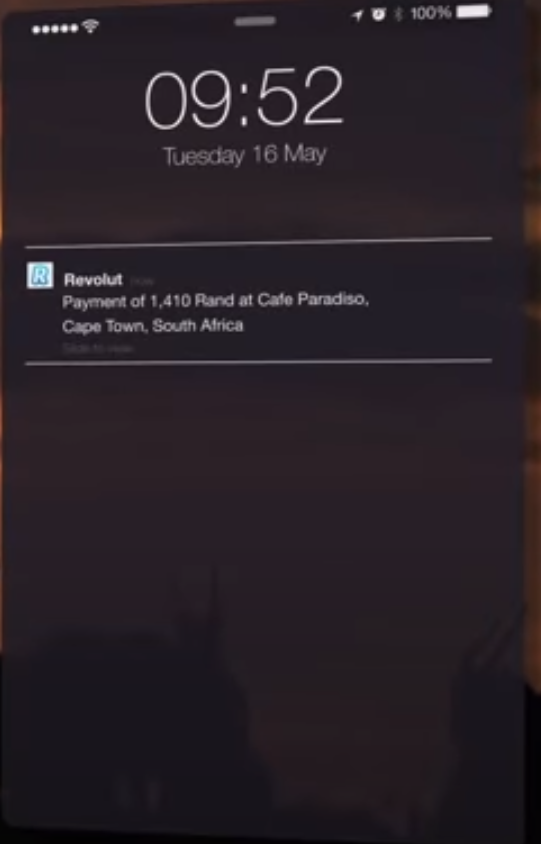 100%
09:52
Tuesday 16 May
R
Revolut now
Payment of 1,410 Rand at Cafe Paradiso,
Cape Town, South Africa
Slide to view